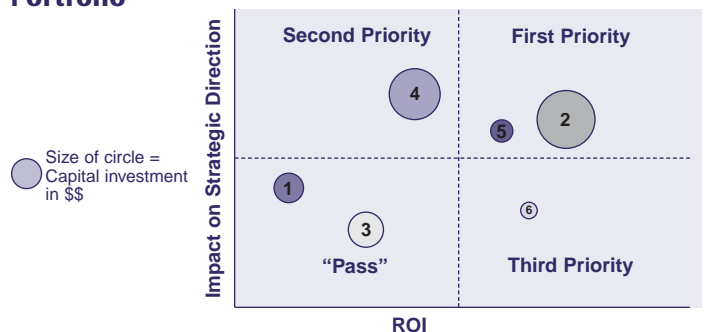 Portfolio
Second Priority
First Priority
4
2
5
Size of circle =
Capital investment
in $$
Impact on Strategic Direction
1
6
3
“Pass”
Third Priority
ROI